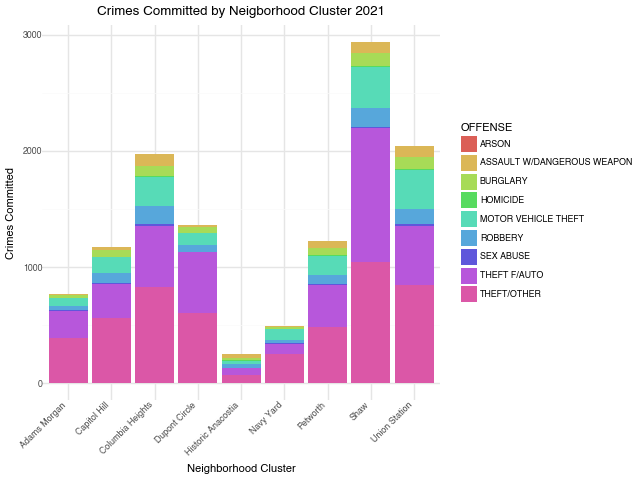 Crimes Committed by Neigborhood Cluster 2021
Crimes Committed
3000
2000
1000
0
Adams Morgan
Capitol Hill
Columbia Heights
Dupont Circle
Historic Anacostia
Navy Yard
Petworth
Shaw
Union Station
Neighborhood Cluster
OFFENSE
ARSON
ASSAULT W/DANGEROUS WEAPON
BURGLARY
HOMICIDE
MOTOR VEHICLE THEFT
ROBBERY
SEX ABUSE
THEFT F/AUTO
THEFT/OTHER